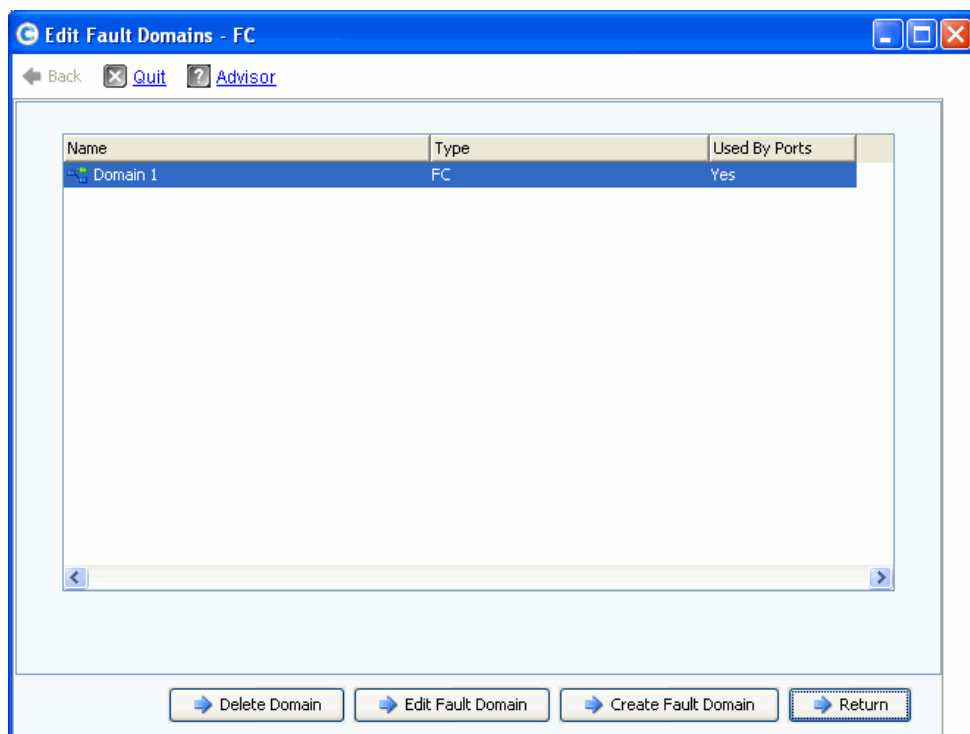 Edit Fault Domains - FC
Back Quit ? Advisor
Name Type Used By Ports
Domain 1 FC Yes
Delete Domain Edit Fault Domain Create Fault Domain Return